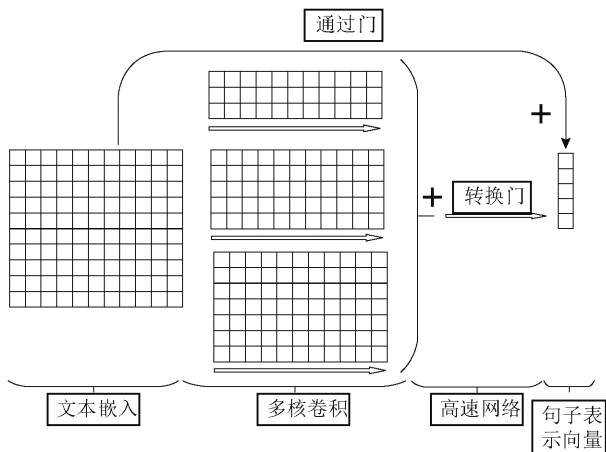 通过门
+
+
转换门
文本嵌入
多核卷积
高速网络
句子表
示向量